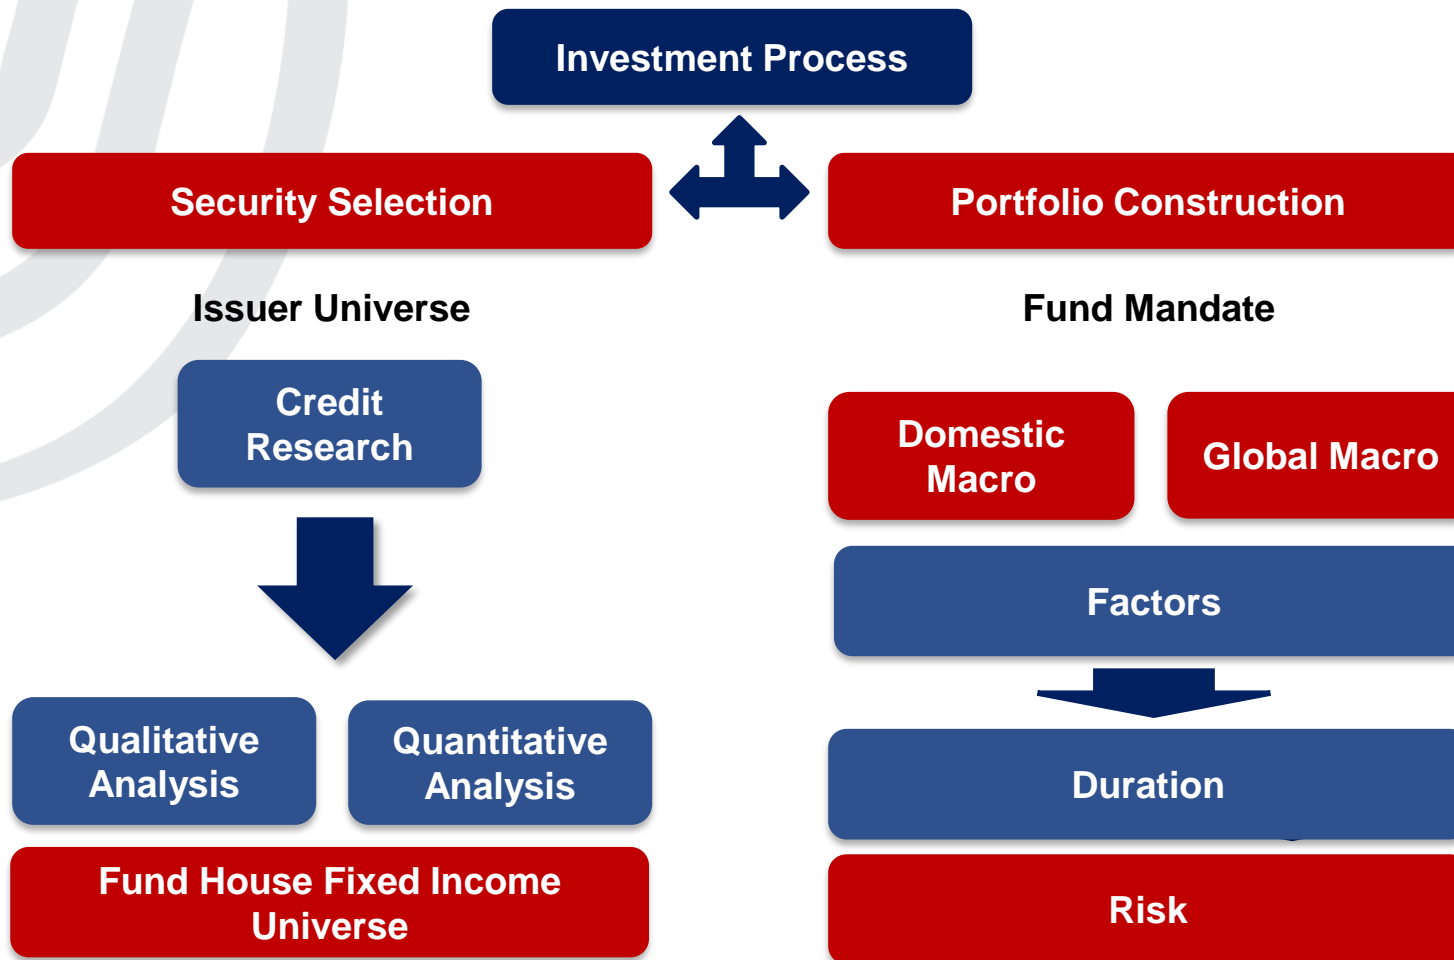 Investment Process
Security Selection
Portfolio Construction
Issuer Universe
Fund Mandate
Credit
Research
Domestic
Macro
Global Macro
Factors
Qualitative
Analysis
Quantitative
Analysis
Duration
Fund House Fixed Income
Universe
Risk